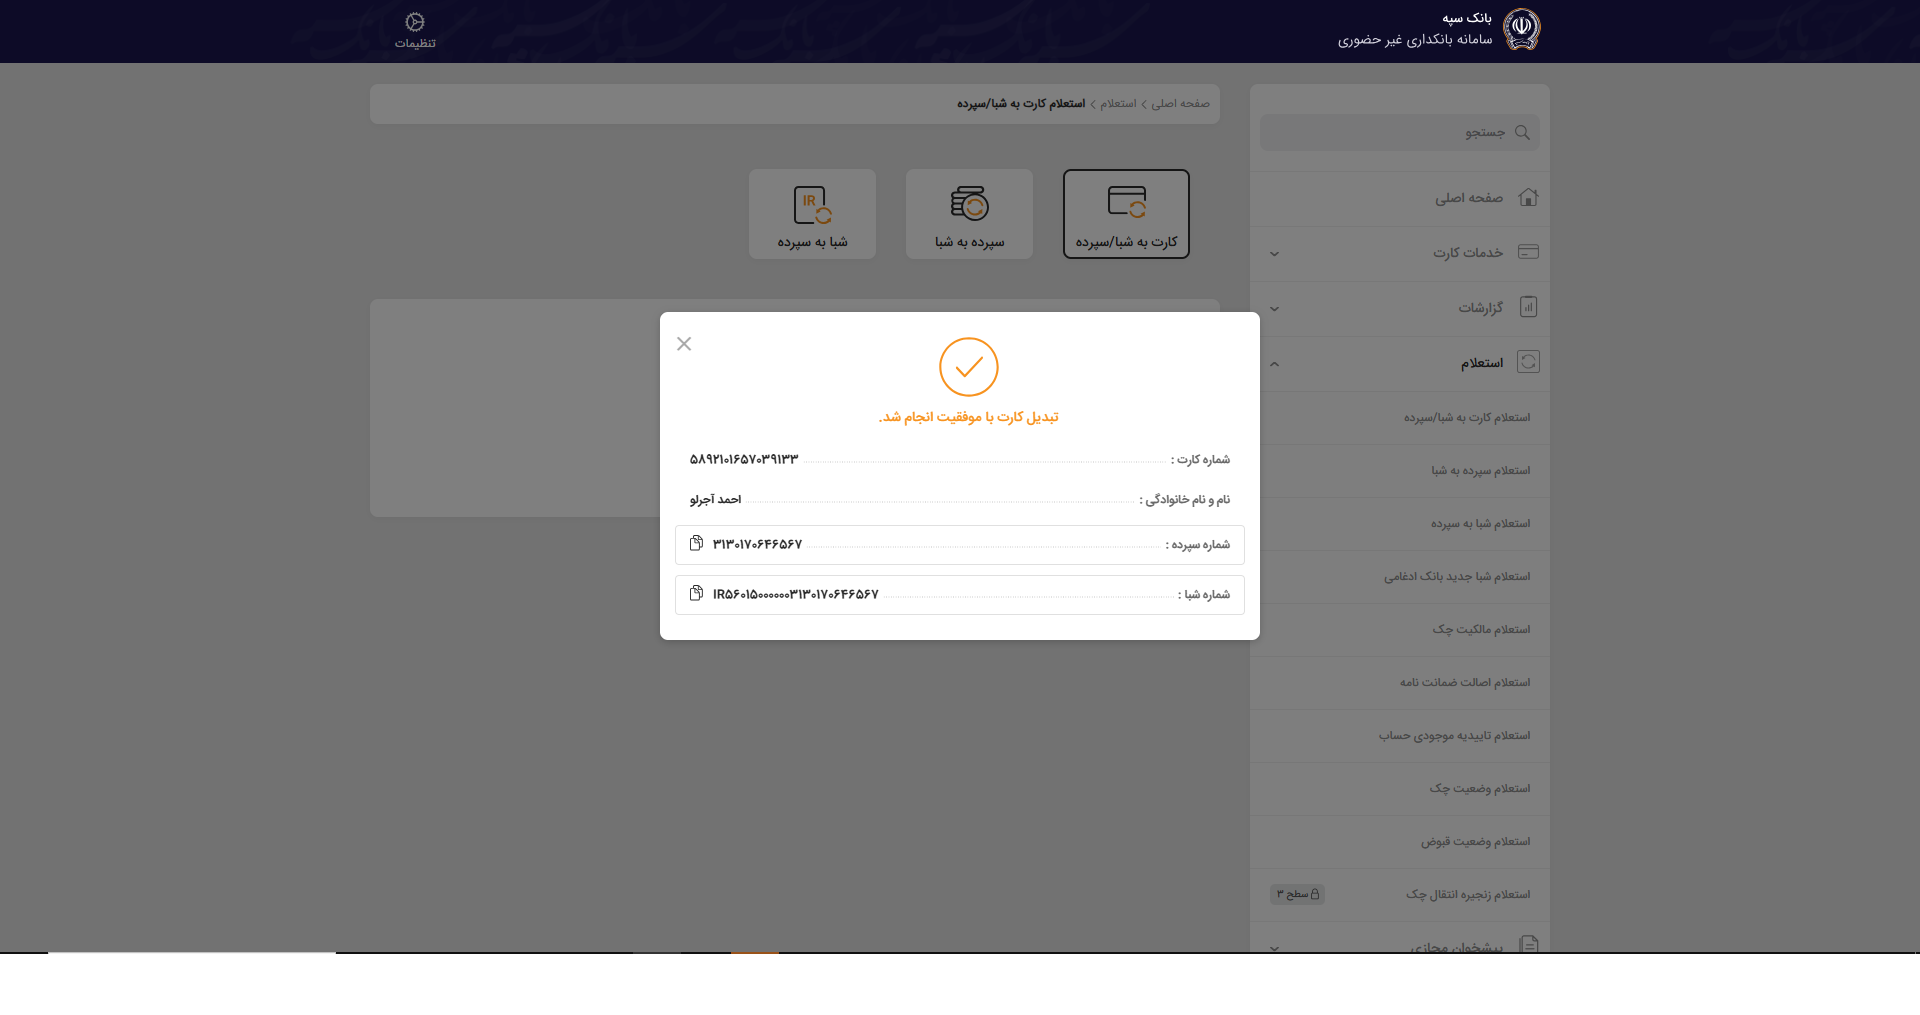 بانک سپه
سامانه بانکداری غیر حضوری
تنظیمات
جستجو
صفحه اصلی
خدمات کارت
گزارشات
استعلام
استعلام کارت به شبا/سپرده
استعلام سپرده به شبا
استعلام شبا به سپرده
استعلام شبا جدید بانک ادغامی
استعلام مالکیت چک
استعلام اصالت ضمانت نامه
استعلام تاییدیه موجودی حساب
استعلام وضعیت چک
استعلام وضعیت قبوض
استعلام زنجیره انتقال چک
سطح ۳
پیشخوان مجازی
صفحه اصلی > استعلام > استعلام کارت به شبا/سپرده
کارت به شبا/سپرده
سپرده به شبا
IR
شبا به سپرده
تبدیل کارت با موفقیت انجام شد.
شماره کارت : ۵۸۹۲۱۰۱۶۵۷۰۳۹۱۳۳
نام و نام خانوادگی : احمد آجرلو
شماره سپرده : ۳۱۳۰۱۷۰۶۴۶۵۶۷
شماره شبا : IR۵۶۰۱۵۰۰۰۰۰۰۳۱۳۰۱۷۰۶۴۶۵۶۷